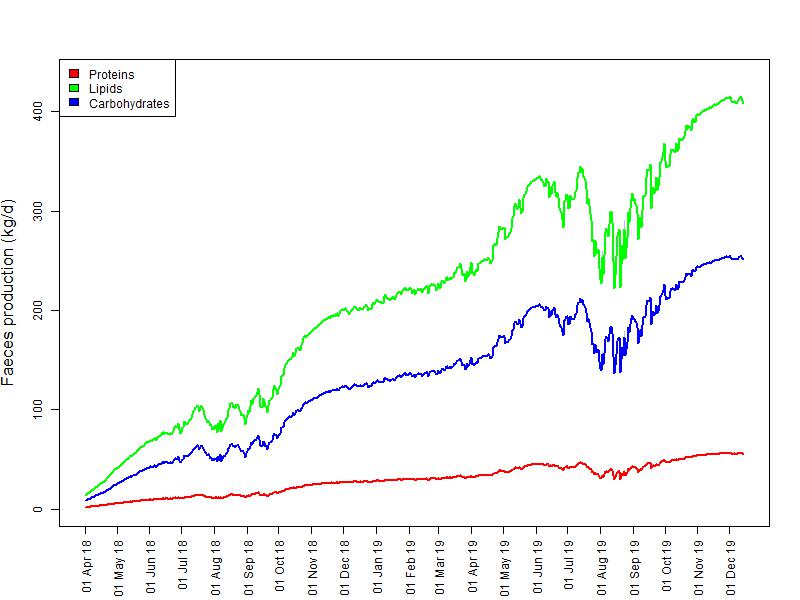 Proteins
Lipids
Carbohydrates
Faeces production (kg/d)
400
300
200
100
0
01 Apr 18
01 May 18
01 Jun 18
01 Jul 18
01 Aug 18
01 Sep 18
01 Oct 18
01 Nov 18
01 Dec 18
01 Jan 19
01 Feb 19
01 Mar 19
01 Apr 19
01 May 19
01 Jun 19
01 Jul 19
01 Aug 19
01 Sep 19
01 Oct 19
01 Nov 19
01 Dec 19